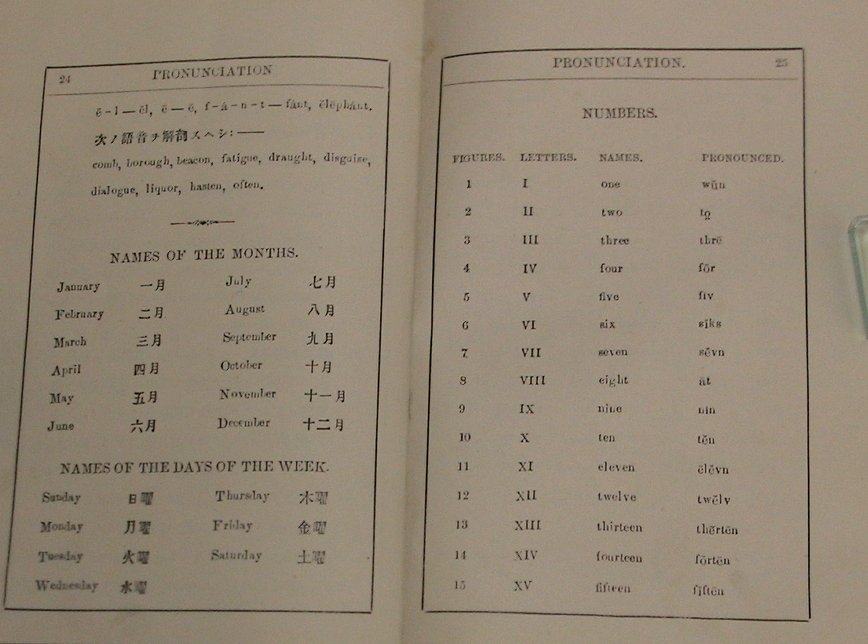 24 PRONUNCIATION
ĕ-l—ĕl, ē—ē, f-á-n-t—fánt, ĕlēphánt.
次ノ語音ヲ解剖スヘシ:——
comb, borough, beacon, fatigue, draught, disguise,
dialogue, liquor, hasten, often.
NAMES OF THE MONTHS.
January 一月 July 七月
February 二月 August 八月
March 三月 September 九月
April 四月 October 十月
May 五月 November 十一月
June 六月 December 十二月
NAMES OF THE DAYS OF THE WEEK.
Sunday 日曜 Thursday 木曜
Monday 月曜 Friday 金曜
Tuesday 火曜 Saturday 土曜
Wednesday 水曜
PRONUNCIATION. 25
NUMBERS.
FIGURES. LETTERS. NAMES. PRONOUNCED.
1 I one wŭn
2 II two to̤
3 III three thrē
4 IV four fōr
5 V five fīv
6 VI six sĭks
7 VII seven sĕvn
8 VIII eight āt
9 IX nine nīn
10 X ten tĕn
11 XI eleven ĕlĕvn
12 XII twelve twĕlv
13 XIII thirteen thẽrtēn
14 XIV fourteen fōrtēn
15 XV fifteen fĭftēn